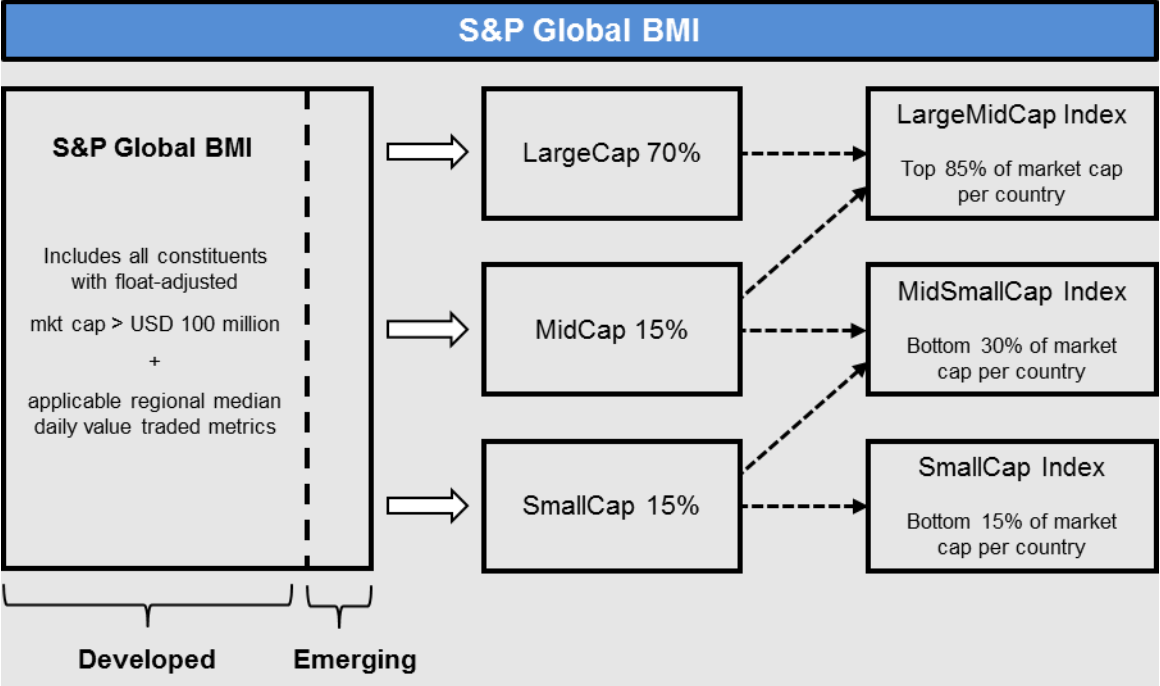 S&P Global BMI
S&P Global BMI
Includes all constituents
with float-adjusted
mkt cap > USD 100 million
+
applicable regional median
daily value traded metrics
Developed
Emerging
LargeCap 70%
MidCap 15%
SmallCap 15%
LargeMidCap Index
Top 85% of market cap
per country
MidSmallCap Index
Bottom 30% of market
cap per country
SmallCap Index
Bottom 15% of market
cap per country